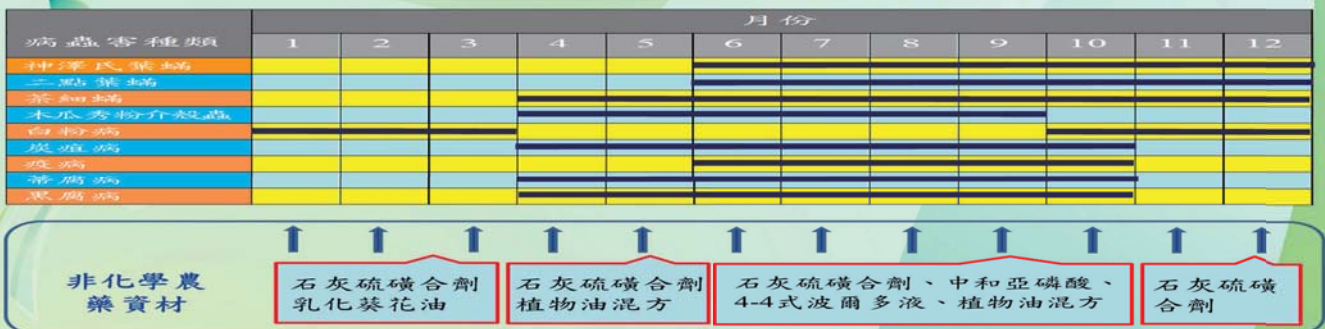 月份
病蟲害種類 1 2 3 4 5 6 7 8 9 10 11 12
神澤氏葉蟎
二點葉蟎
茶細蟎
木瓜秀粉介殼蟲
白粉病
炭疽病
疫病
蒂腐病
黑腐病
非化學農
藥資材
石灰硫磺合劑
乳化葵花油
石灰硫磺合劑
植物油混方
石灰硫磺合劑、中和亞磷酸、
4-4式波爾多液、植物油混方
石灰硫磺
合劑